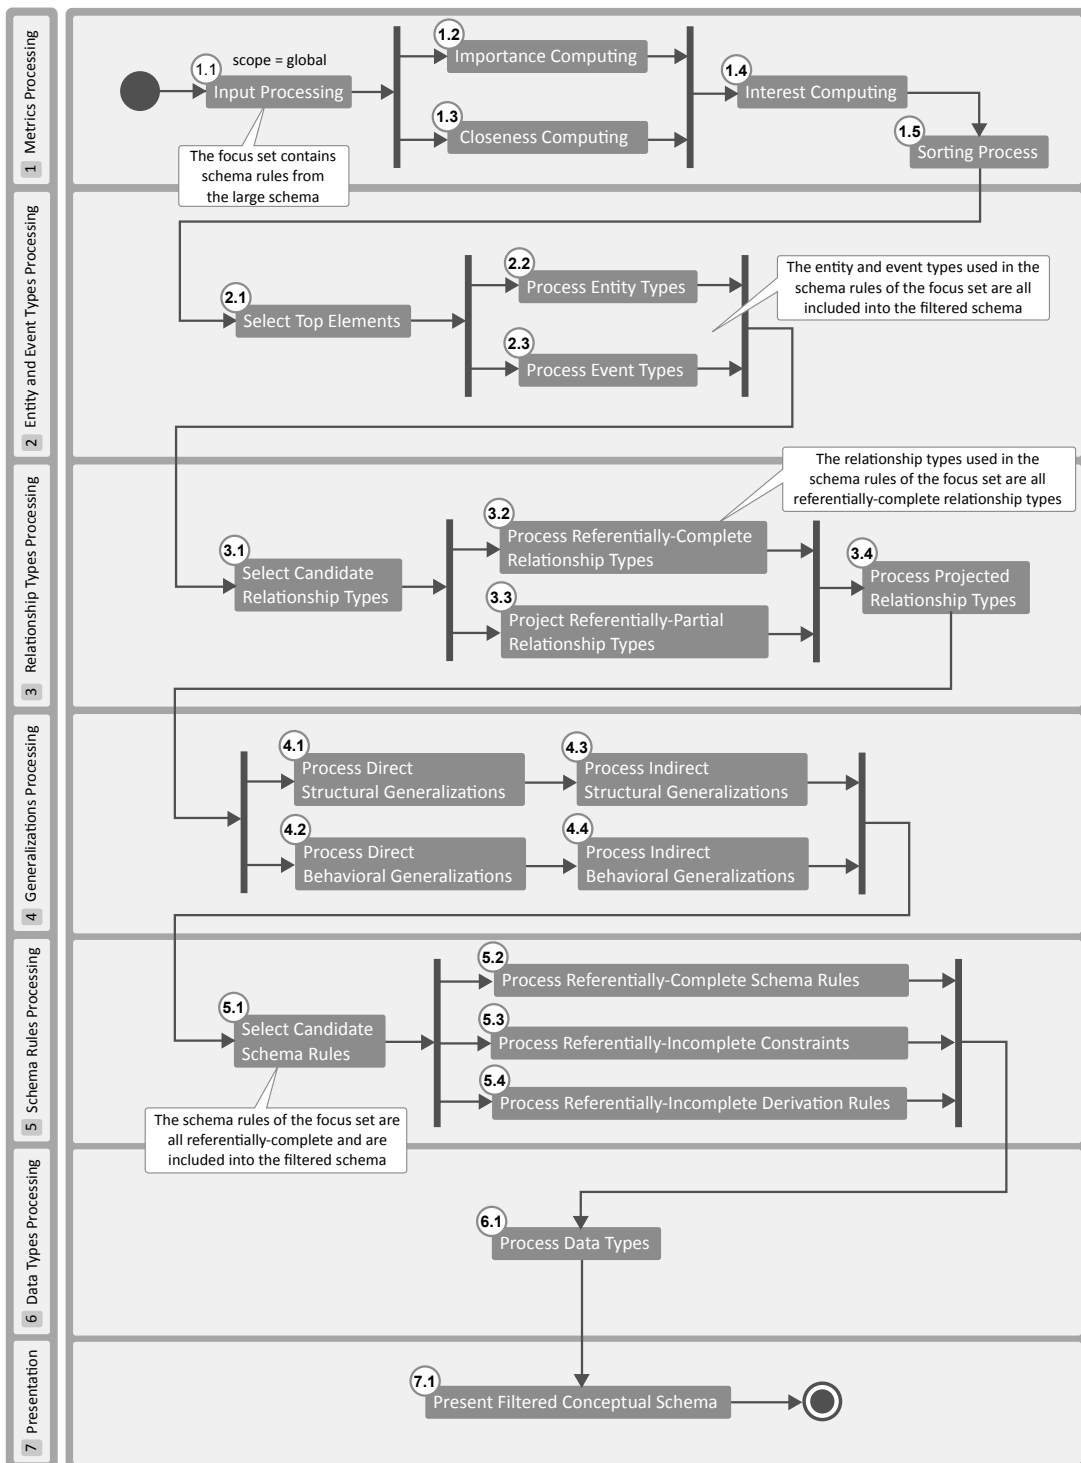 1 Metrics Processing
scope = global
1.1
Input Processing
The focus set contains
schema rules from
the large schema
1.2
Importance Computing
1.3
Closeness Computing
1.4
Interest Computing
1.5
Sorting Process
2 Entity and Event Types Processing
2.1
Select Top Elements
2.2
Process Entity Types
2.3
Process Event Types
The entity and event types used in the
schema rules of the focus set are all
included into the filtered schema
3 Relationship Types Processing
The relationship types used in the
schema rules of the focus set are all
referentially-complete relationship types
3.1
Select Candidate
Relationship Types
3.2
Process Referentially-Complete
Relationship Types
3.3
Project Referentially-Partial
Relationship Types
3.4
Process Projected
Relationship Types
4 Generalizations Processing
4.1
Process Direct
Structural Generalizations
4.3
Process Indirect
Structural Generalizations
4.2
Process Direct
Behavioral Generalizations
4.4
Process Indirect
Behavioral Generalizations
5 Schema Rules Processing
5.1
Select Candidate
Schema Rules
The schema rules of the focus set are
all referentially-complete and are
included into the filtered schema
5.2
Process Referentially-Complete Schema Rules
5.3
Process Referentially-Incomplete Constraints
5.4
Process Referentially-Incomplete Derivation Rules
6 Data Types Processing
6.1
Process Data Types
7 Presentation
7.1
Present Filtered Conceptual Schema